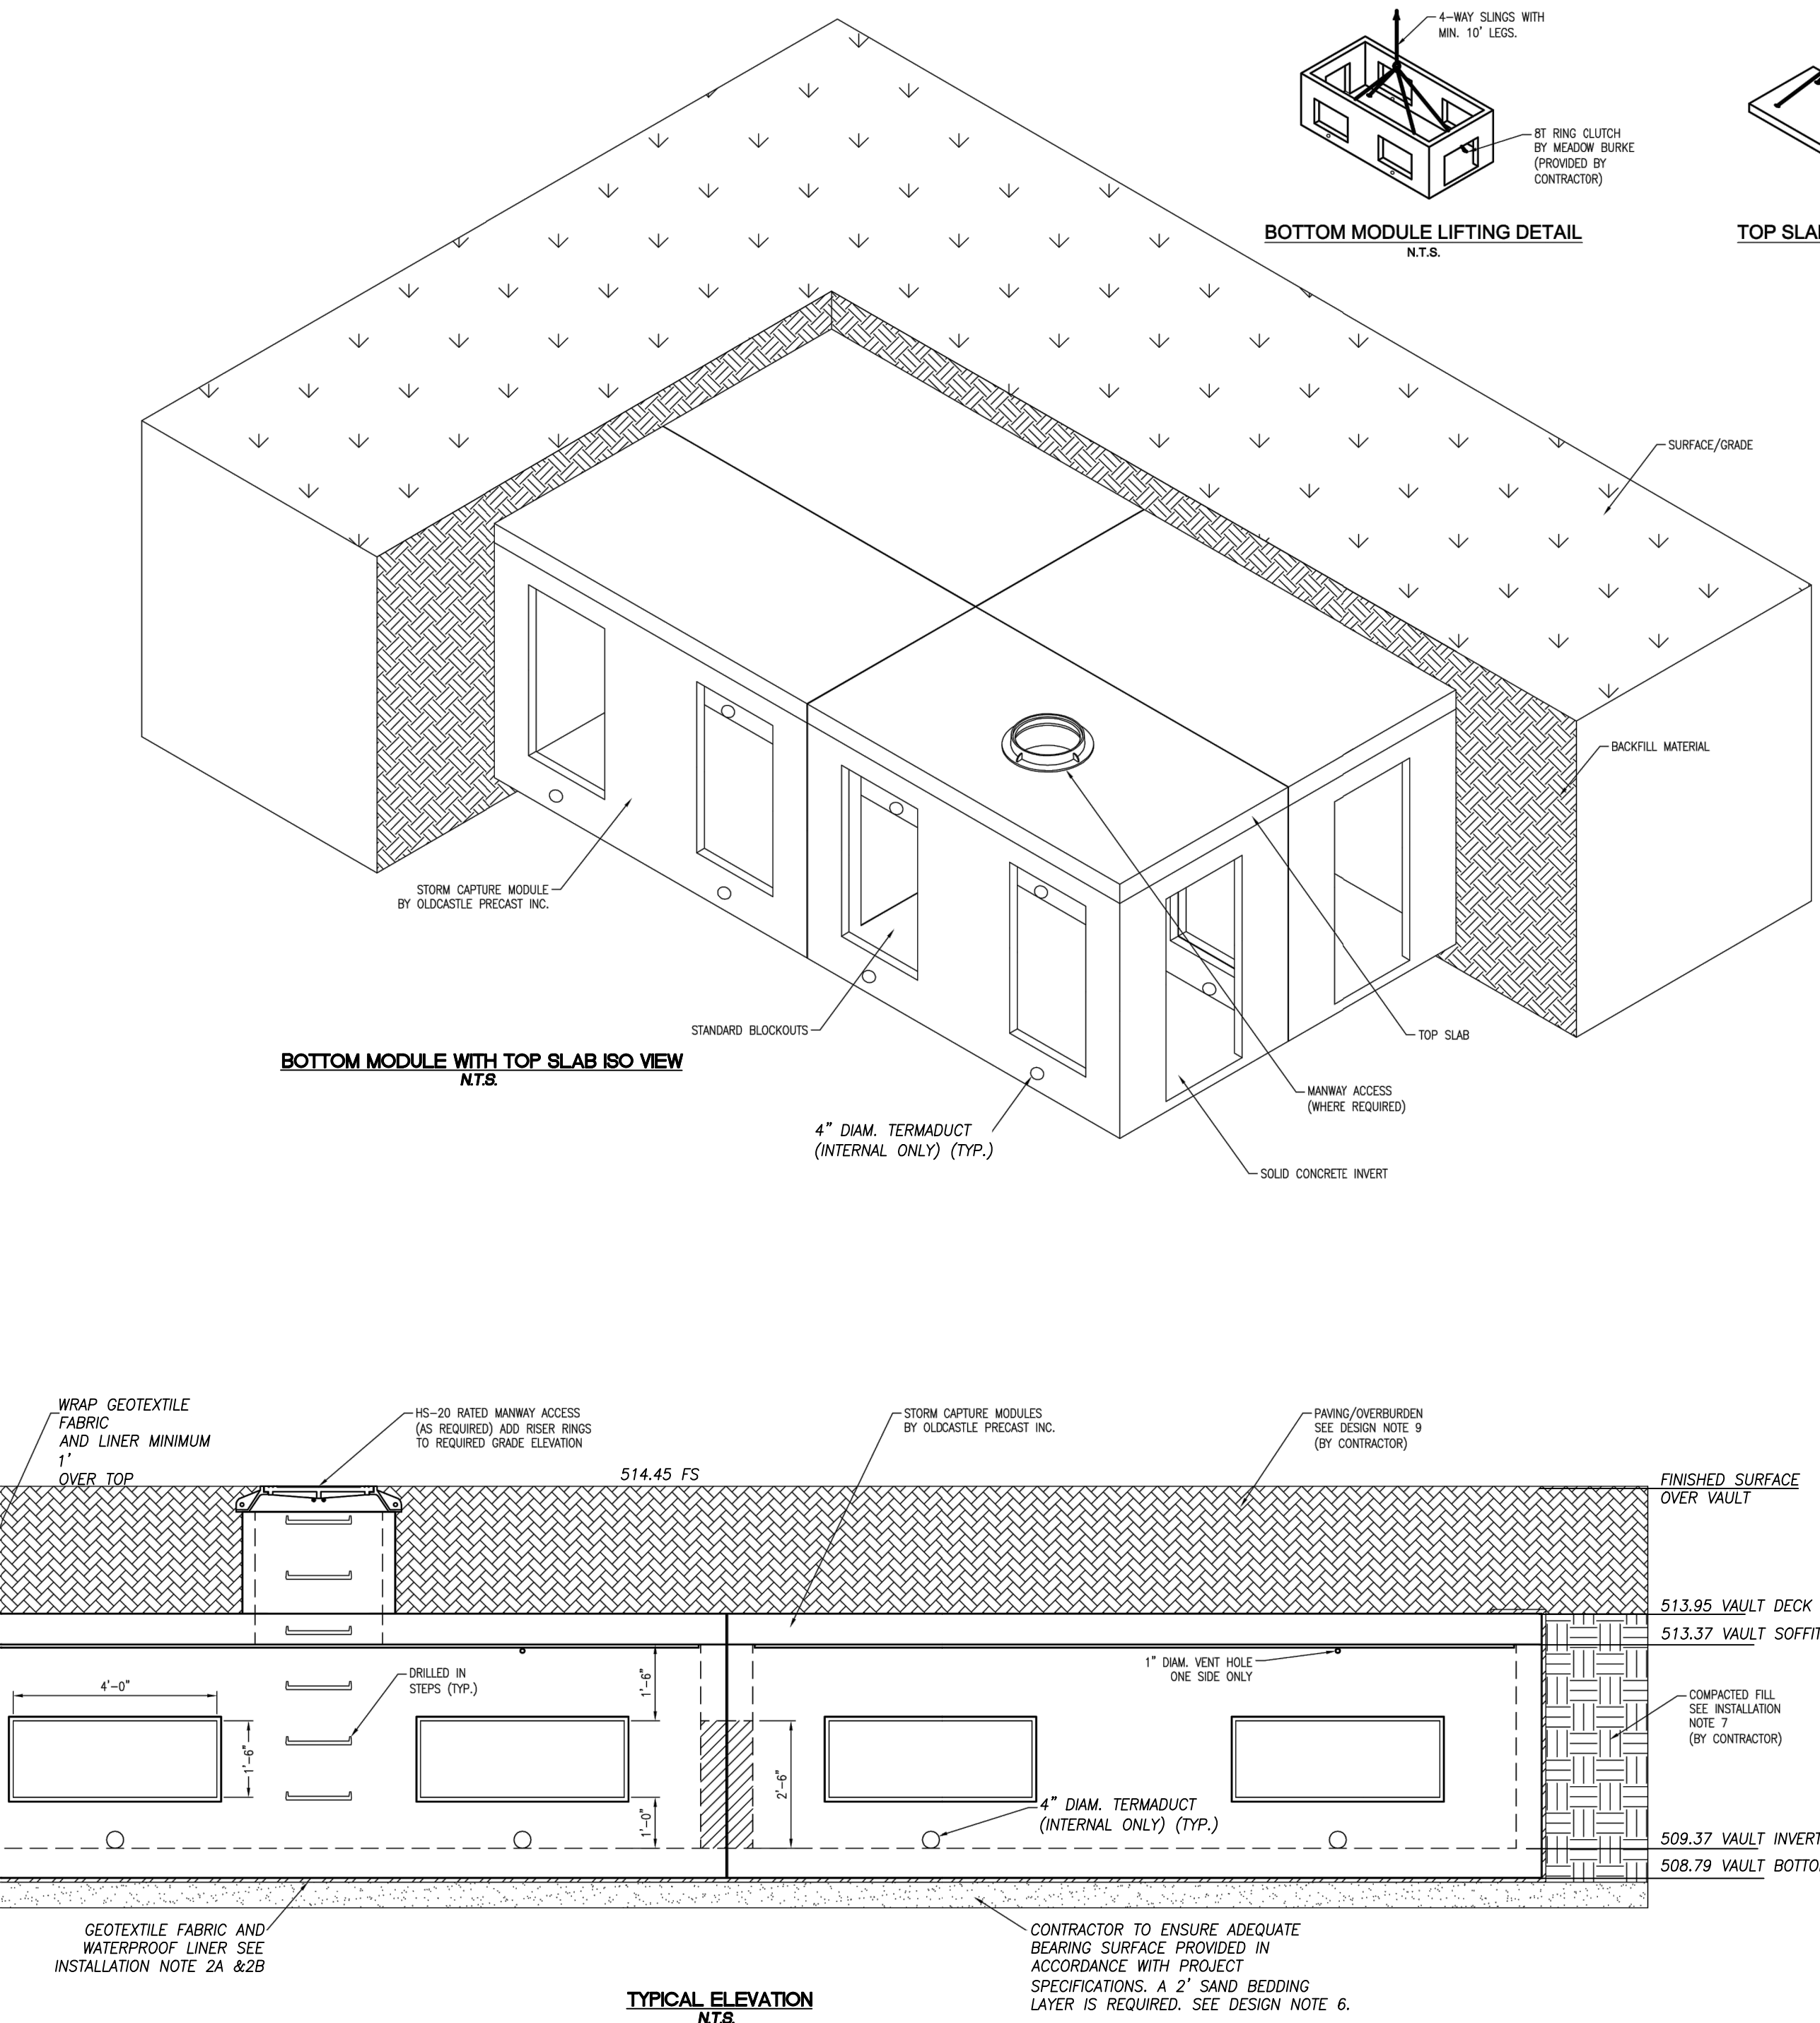 4-WAY SLINGS WITH
MIN. 10' LEGS.
8T RING CLUTCH
BY MEADOW BURKE
(PROVIDED BY
CONTRACTOR)
BOTTOM MODULE LIFTING DETAIL
N.T.S.
TOP
SURFACE/GRADE
BACKFILL MATERIAL
STORM CAPTURE MODULE
BY OLDCASTLE PRECAST INC.
STANDARD BLOCKOUTS
TOP SLAB
BOTTOM MODULE WITH TOP SLAB ISO VIEW
N.T.S.
MANWAY ACCESS
(WHERE REQUIRED)
4" DIAM. TERMADUCT
(INTERNAL ONLY) (TYP.)
SOLID CONCRETE INVERT
WRAP GEOTEXTILE
FABRIC
AND LINER MINIMUM
1'
OVER TOP
HS-20 RATED MANWAY ACCESS
(AS REQUIRED) ADD RISER RINGS
TO REQUIRED GRADE ELEVATION
STORM CAPTURE MODULES
BY OLDCASTLE PRECAST INC.
PAVING/OVERBURDEN
SEE DESIGN NOTE 9
(BY CONTRACTOR)
514.45 FS
FINISHED SURFACE
OVER VAULT
513.95 VAULT DECK
513.37 VAULT SOFFIT
1" DIAM. VENT HOLE
ONE SIDE ONLY
DRILLED IN
STEPS (TYP.)
4'-0"
1'-6"
1'-6"
1'-0"
2'-6"
COMPACTED FILL
SEE INSTALLATION
NOTE 7
(BY CONTRACTOR)
4" DIAM. TERMADUCT
(INTERNAL ONLY) (TYP.)
509.37 VAULT INVERT
508.79 VAULT
GEOTEXTILE FABRIC AND
WATERPROOF LINER SEE
INSTALLATION NOTE 2A &2B
CONTRACTOR TO ENSURE ADEQUATE
BEARING SURFACE PROVIDED IN
ACCORDANCE WITH PROJECT
SPECIFICATIONS. A 2' SAND BEDDING
LAYER IS REQUIRED. SEE DESIGN NOTE 6.
TYPICAL ELEVATION
N.T.S.